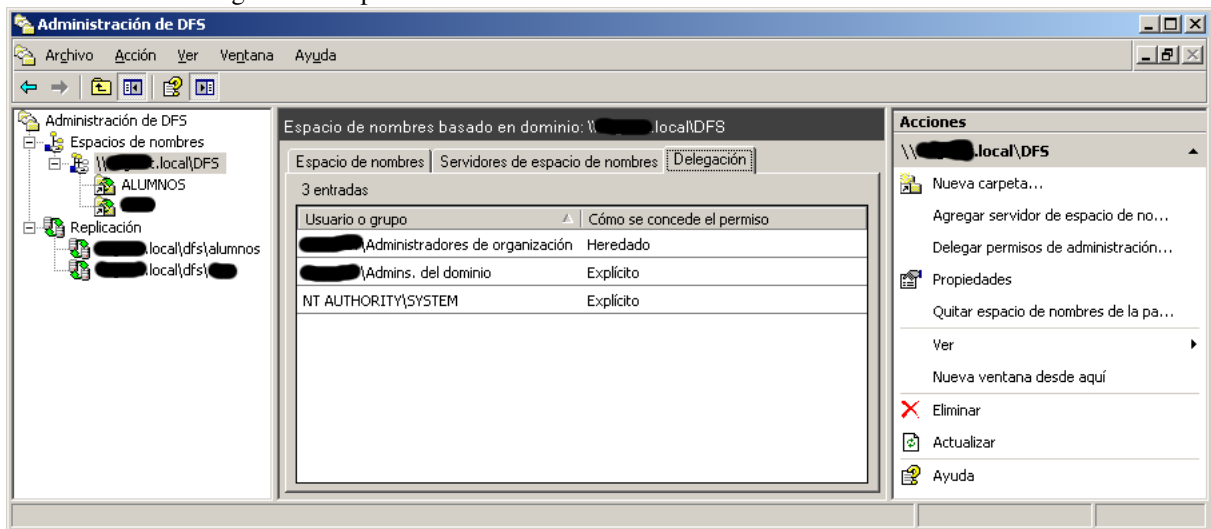 Administración de DFS
Archivo Acción Ver Ventana Ayuda
Administración de DFS
Espacios de nombres
\\ .local\DFS
ALUMNOS
Replicación
.local\dfs\alumnos
.local\dfs\
Espacio de nombres basado en dominio: \\ .local\DFS
Espacio de nombres Servidores de espacio de nombres Delegación
3 entradas
Usuario o grupo Cómo se concede el permiso
\Administradores de organización Heredado
\Admins. del dominio Explícito
NT AUTHORITY\SYSTEM Explícito
Acciones
\\ .local\DFS
Nueva carpeta...
Agregar servidor de espacio de no...
Delegar permisos de administración...
Propiedades
Quitar espacio de nombres de la pa...
Ver
Nueva ventana desde aquí
Eliminar
Actualizar
Ayuda